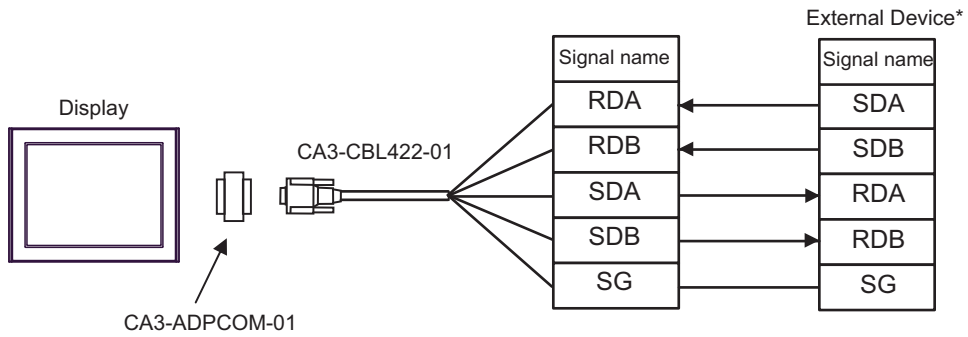 External Device*
Signal name
Signal name
Display
RDA
SDA
CA3-CBL422-01
RDB
SDB
SDA
RDA
SDB
RDB
SG
SG
CA3-ADPCOM-01